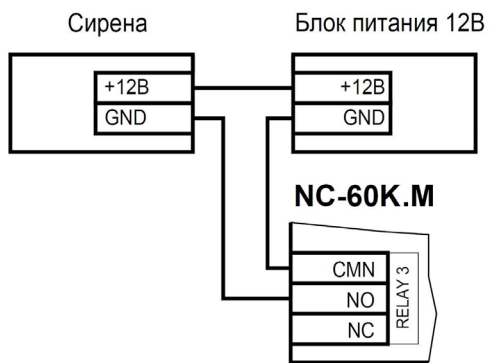 Сирена
Блок питания 12В
+12В
GND
+12В
GND
NC-60K.M
CMN
NO
NC
RELAY 3